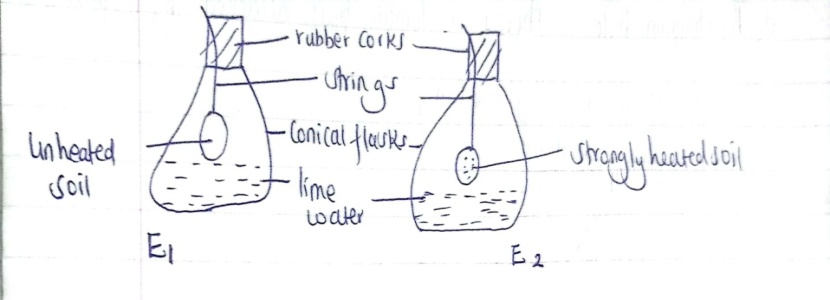 rubber corks
strings
Unheated
soil
Conical flasks
strongly heated soil
lime
water
E1
E2